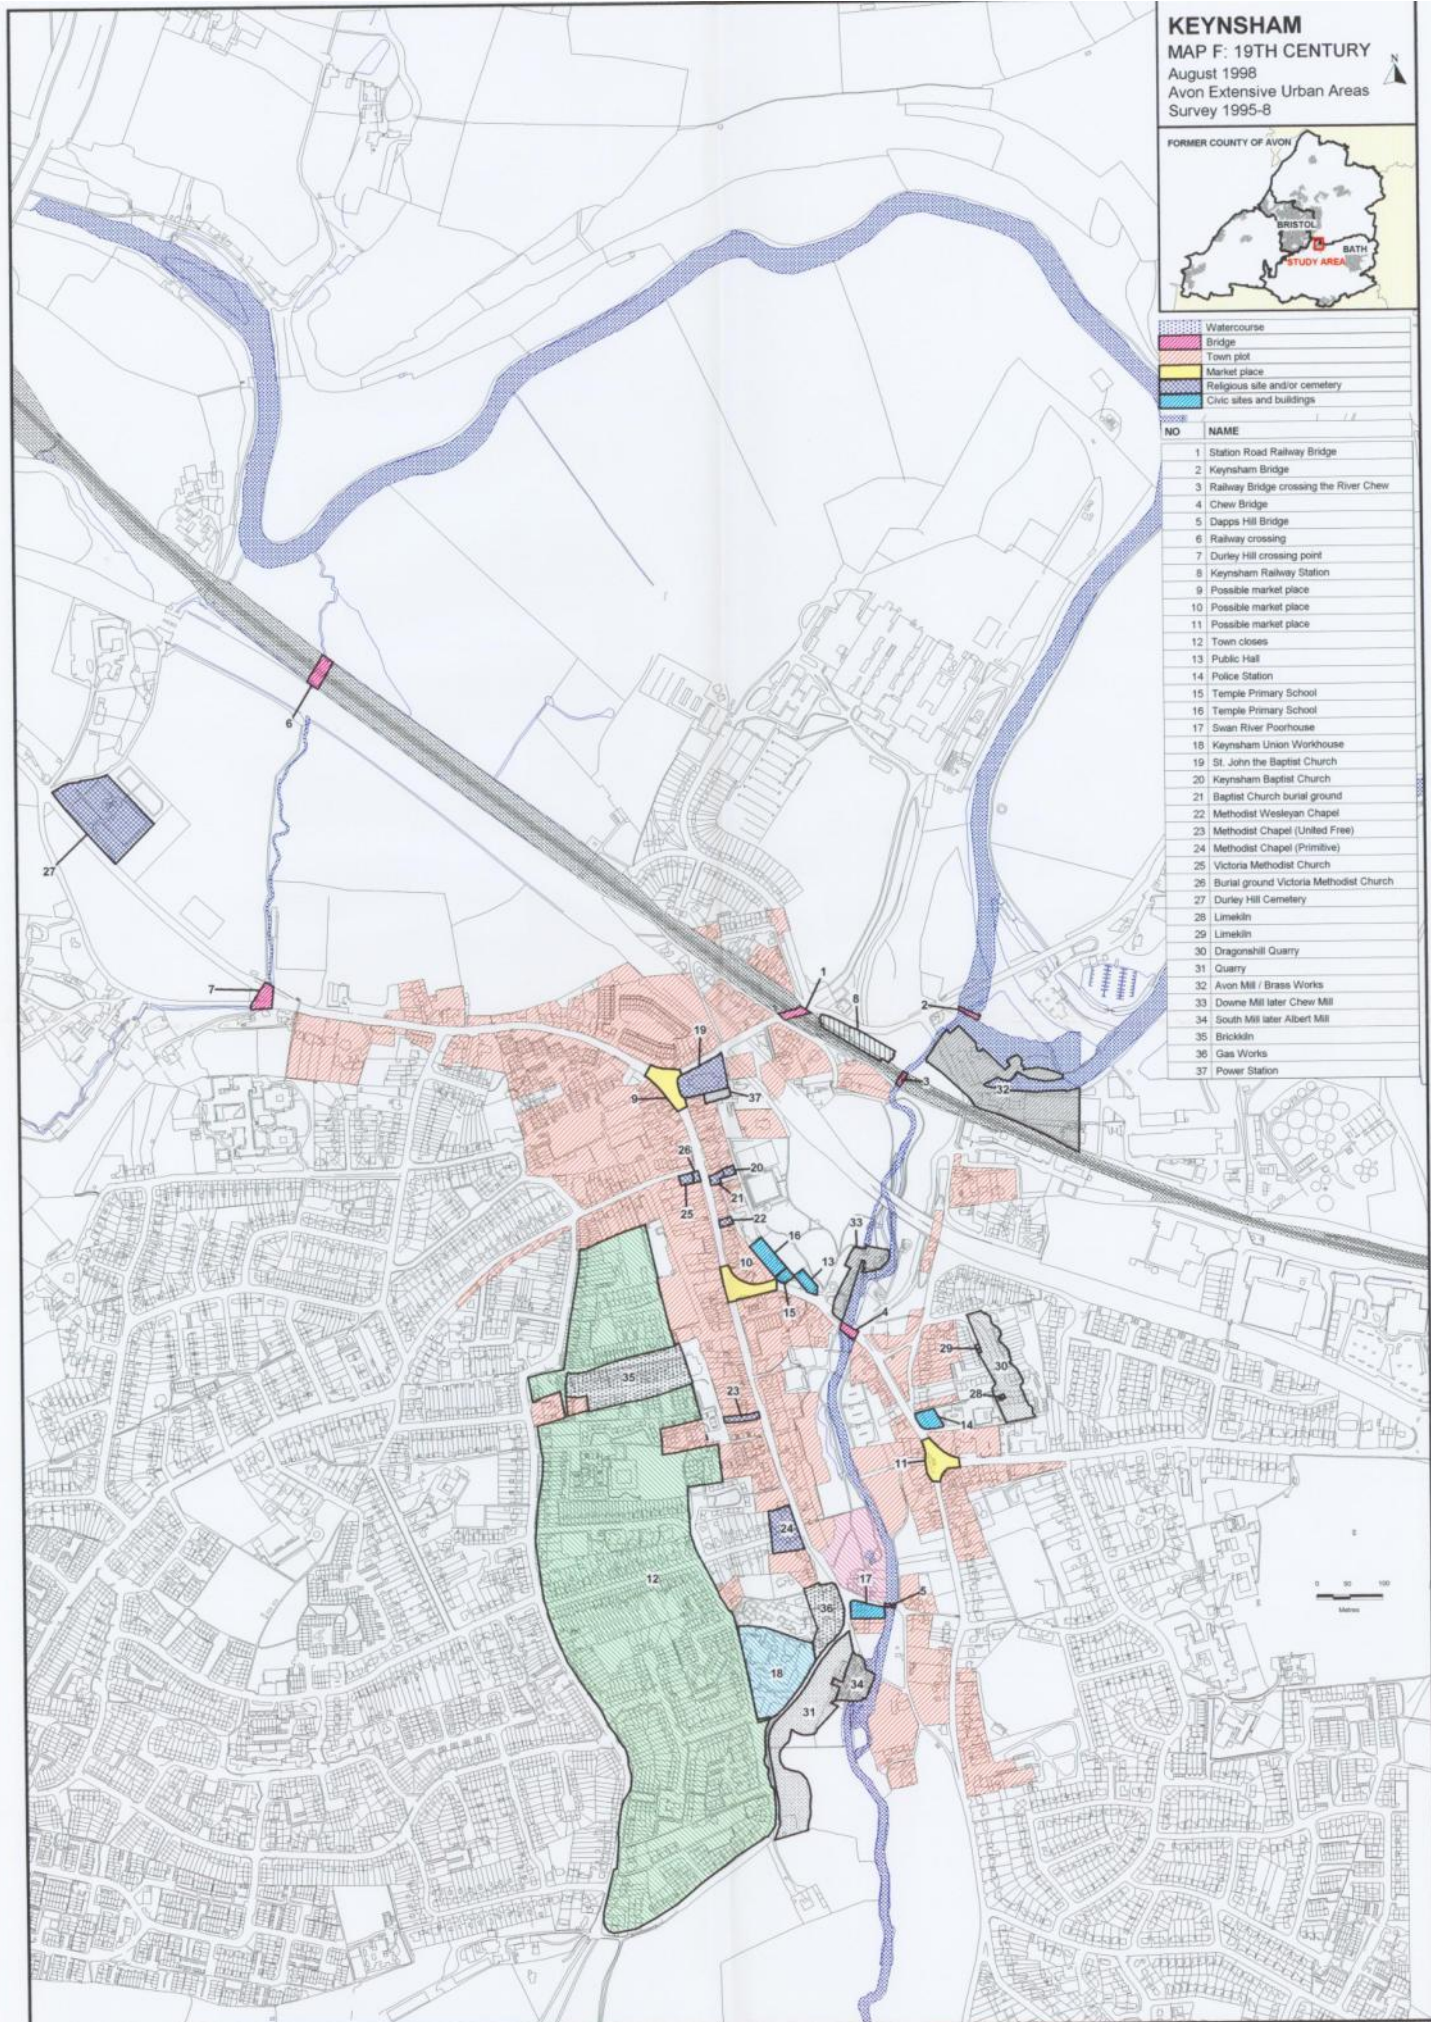 KEYNSHAM
MAP F: 19TH CENTURY
August 1998
Avon Extensive Urban Areas
Survey 1995-8
N
FORMER COUNTY OF AVON
BRISTOL
BATH
STUDY AREA
Watercourse
Bridge
Town plot
Market place
Religious site and/or cemetery
Civic sites and buildings
NO NAME
1 Station Road Railway Bridge
2 Keynsham Bridge
3 Railway Bridge crossing the River Chew
4 Chew Bridge
5 Dapps Hill Bridge
6 Railway crossing
7 Durley Hill crossing point
8 Keynsham Railway Station
9 Possible market place
10 Possible market place
11 Possible market place
12 Town closes
13 Public Hall
14 Police Station
15 Temple Primary School
16 Temple Primary School
17 Swan River Poorhouse
18 Keynsham Union Workhouse
19 St. John the Baptist Church
20 Keynsham Baptist Church
21 Baptist Church burial ground
22 Methodist Wesleyan Chapel
23 Methodist Chapel (United Free)
24 Methodist Chapel (Primitive)
25 Victoria Methodist Church
26 Burial ground Victoria Methodist Church
27 Durley Hill Cemetery
28 Limekiln
29 Limekiln
30 Dragonshill Quarry
31 Quarry
32 Avon Mill / Brass Works
33 Downe Mill later Chew Mill
34 South Mill later Albert Mill
35 Brickkiln
36 Gas Works
37 Power Station
6
27
7
1
8
2
19
3
32
9
37
26
20
25
21
22
33
16
10
13
15
4
29
30
35
28
23
14
11
24
12
17
5
36
18
34
31
0 50 100
Metres